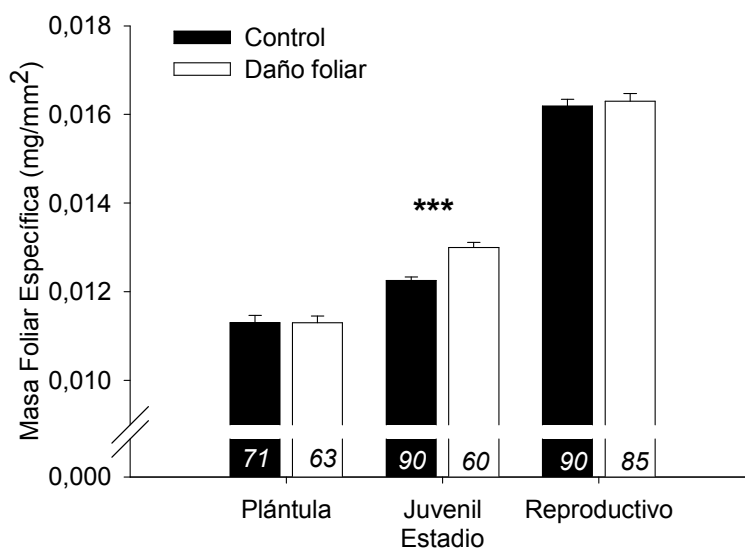 Masa Foliar Específica (mg/mm²)
0,018
0,016
0,014
0,012
0,010
0,000
Control
Daño foliar
***
71 63 90 60 90 85
Plántula Juvenil Reproductivo
Estadio